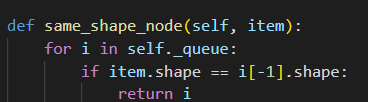 def same_shape_node(self, item):
    for i in self._queue:
        if item.shape == i[-1].shape:
            return i